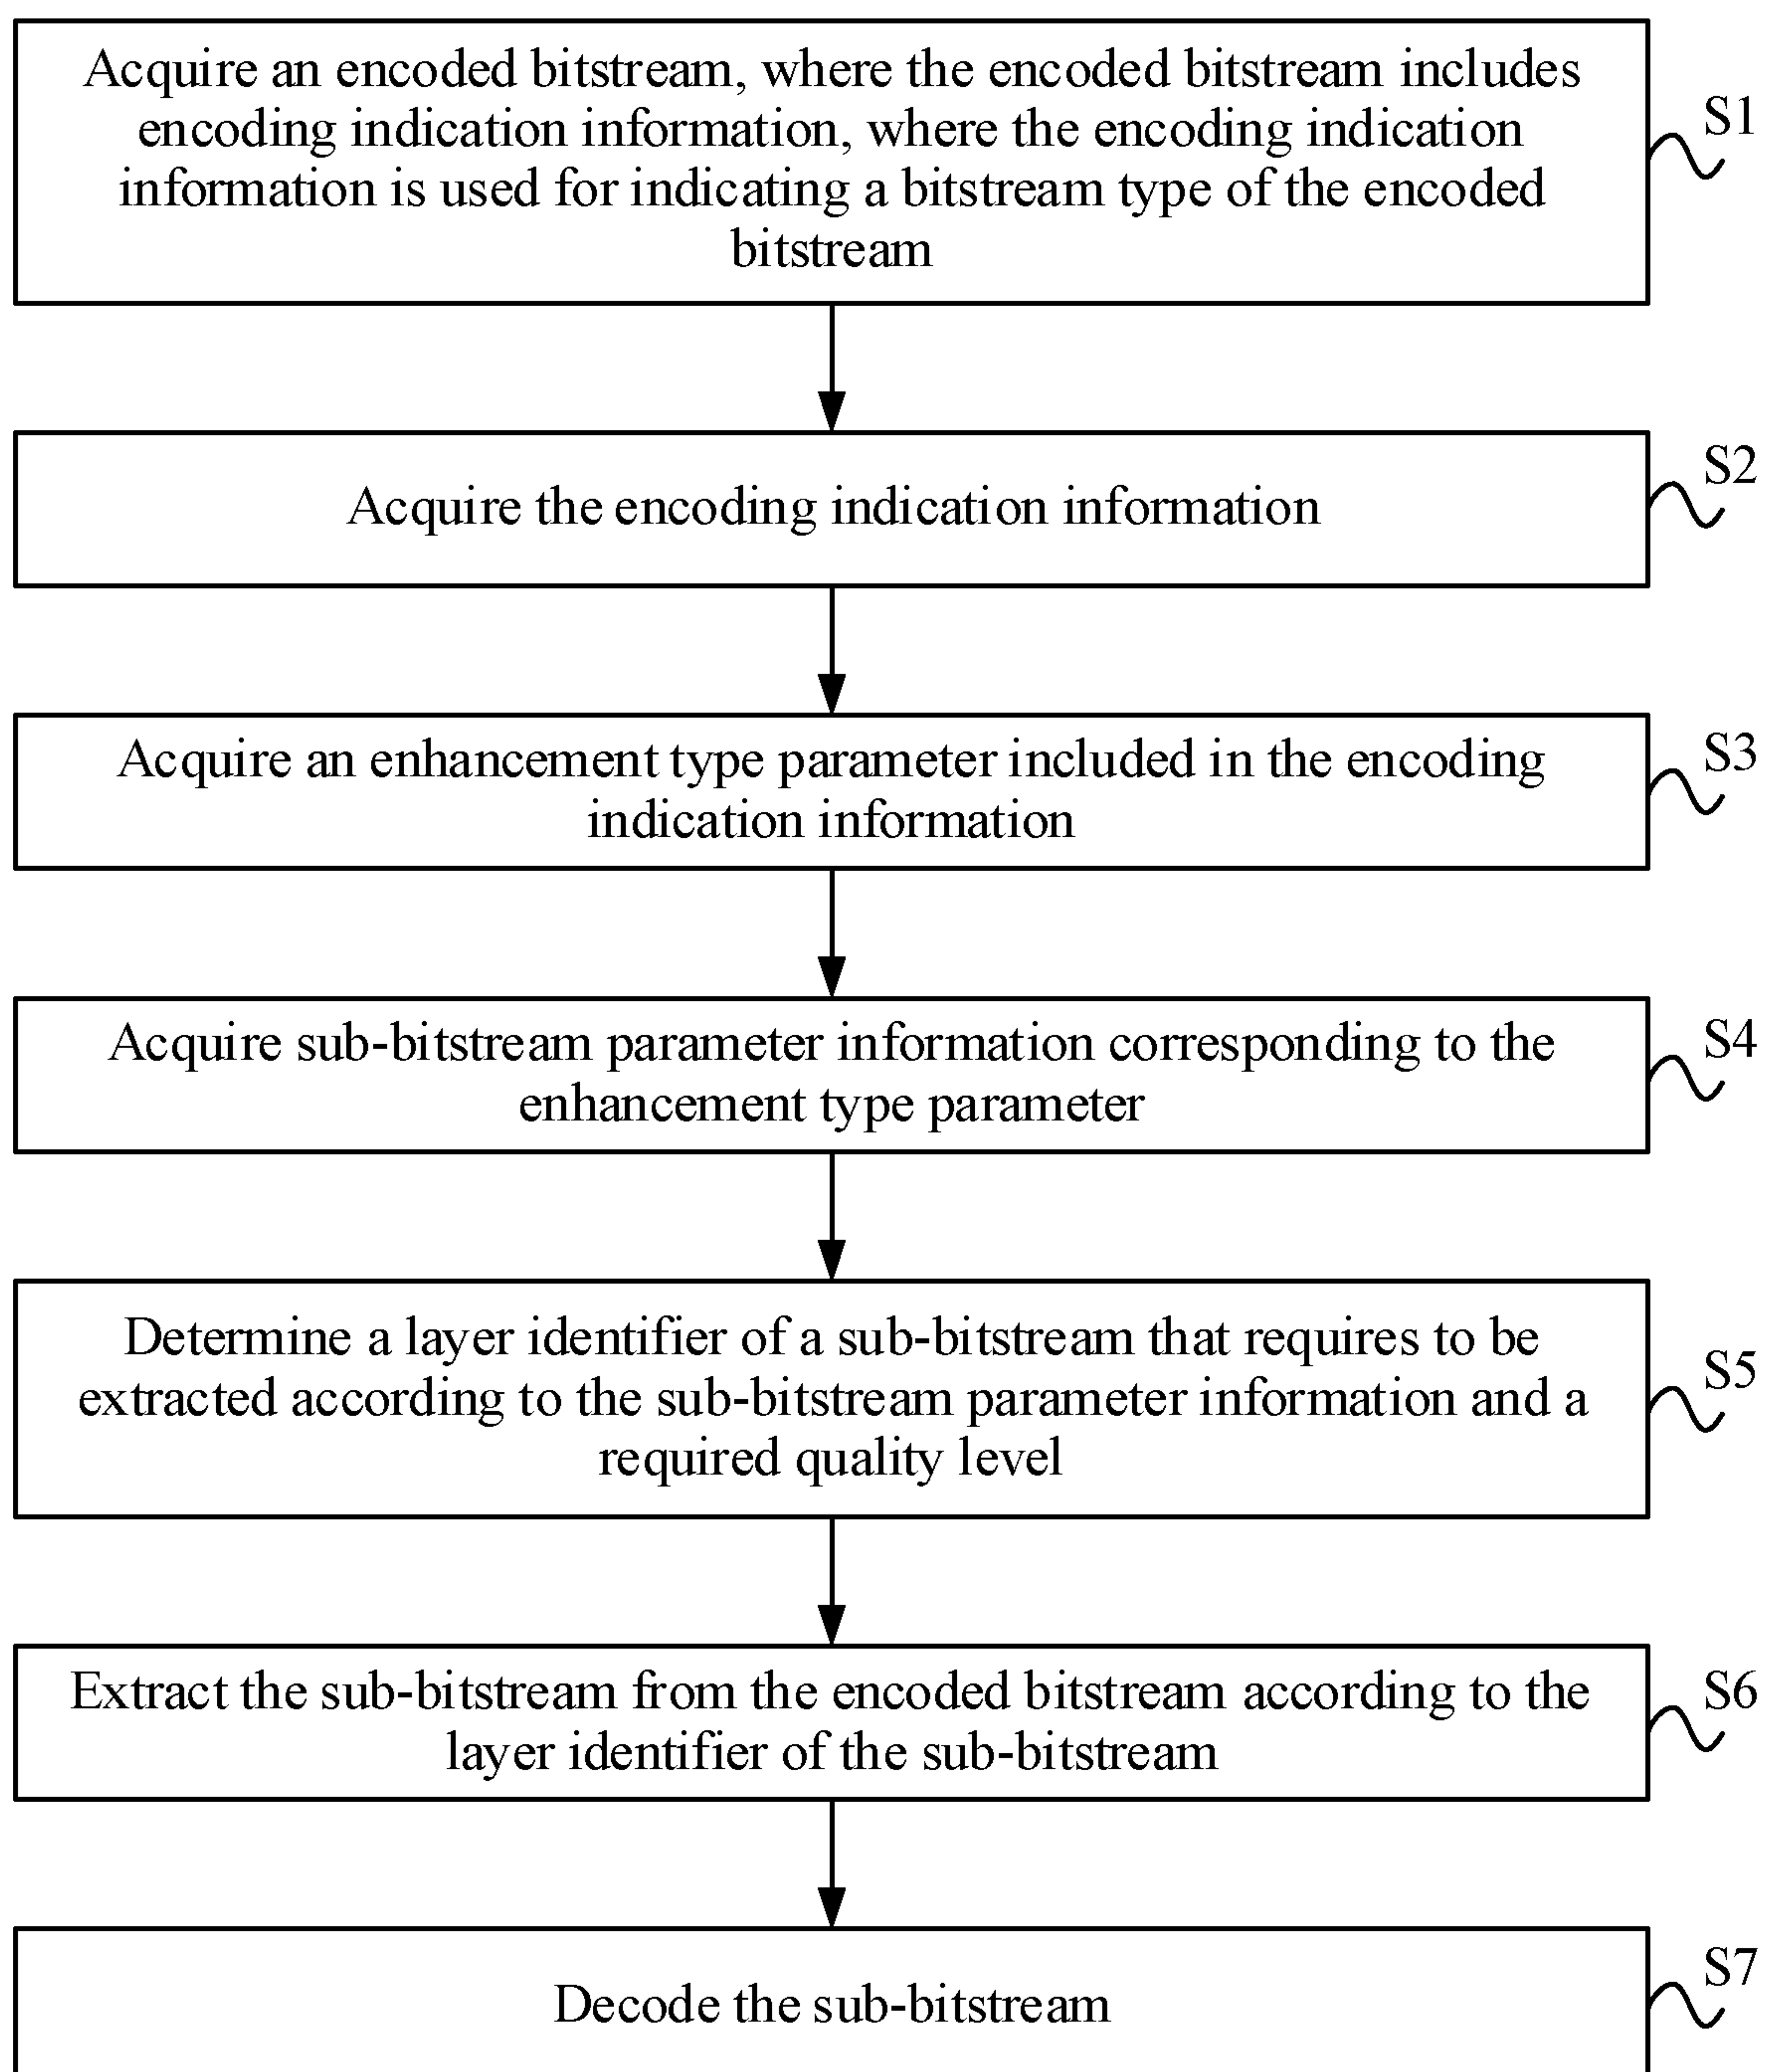 Acquire an encoded bitstream, where the encoded bitstream includes
encoding indication information, where the encoding indication
information is used for indicating a bitstream type of the encoded
bitstream
S1
Acquire the encoding indication information
S2
Acquire an enhancement type parameter included in the encoding
indication information
S3
Acquire sub-bitstream parameter information corresponding to the
enhancement type parameter
S4
Determine a layer identifier of a sub-bitstream that requires to be
extracted according to the sub-bitstream parameter information and a
required quality level
S5
Extract the sub-bitstream from the encoded bitstream according to the
layer identifier of the sub-bitstream
S6
Decode the sub-bitstream
S7